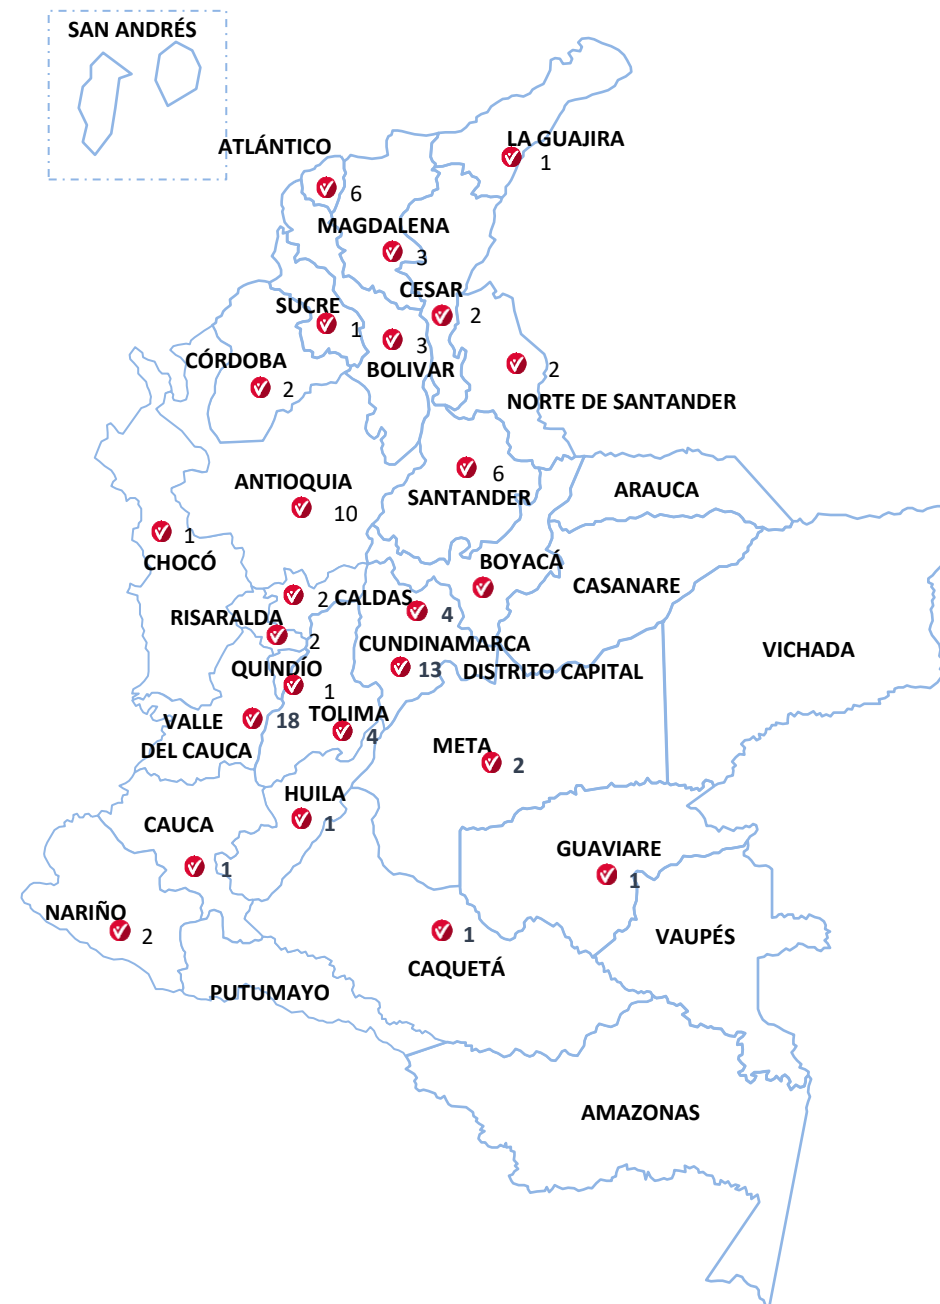 SAN ANDRÉS
LA GUAJIRA
1
ATLÁNTICO
6
MAGDALENA
3
CESAR
2
SUCRE
1
3
BOLIVAR
CÓRDOBA
2
2
NORTE DE SANTANDER
ANTIOQUIA
10
6
SANTANDER
ARAUCA
1
CHOCÓ
BOYACÁ
CASANARE
2
CALDAS
4
RISARALDA
2
CUNDINAMARCA
13
DISTRITO CAPITAL
VICHADA
QUINDÍO
1
VALLE
DEL CAUCA
18
TOLIMA
4
META
2
HUILA
1
CAUCA
1
GUAVIARE
1
NARIÑO
2
1
CAQUETÁ
VAUPÉS
PUTUMAYO
AMAZONAS